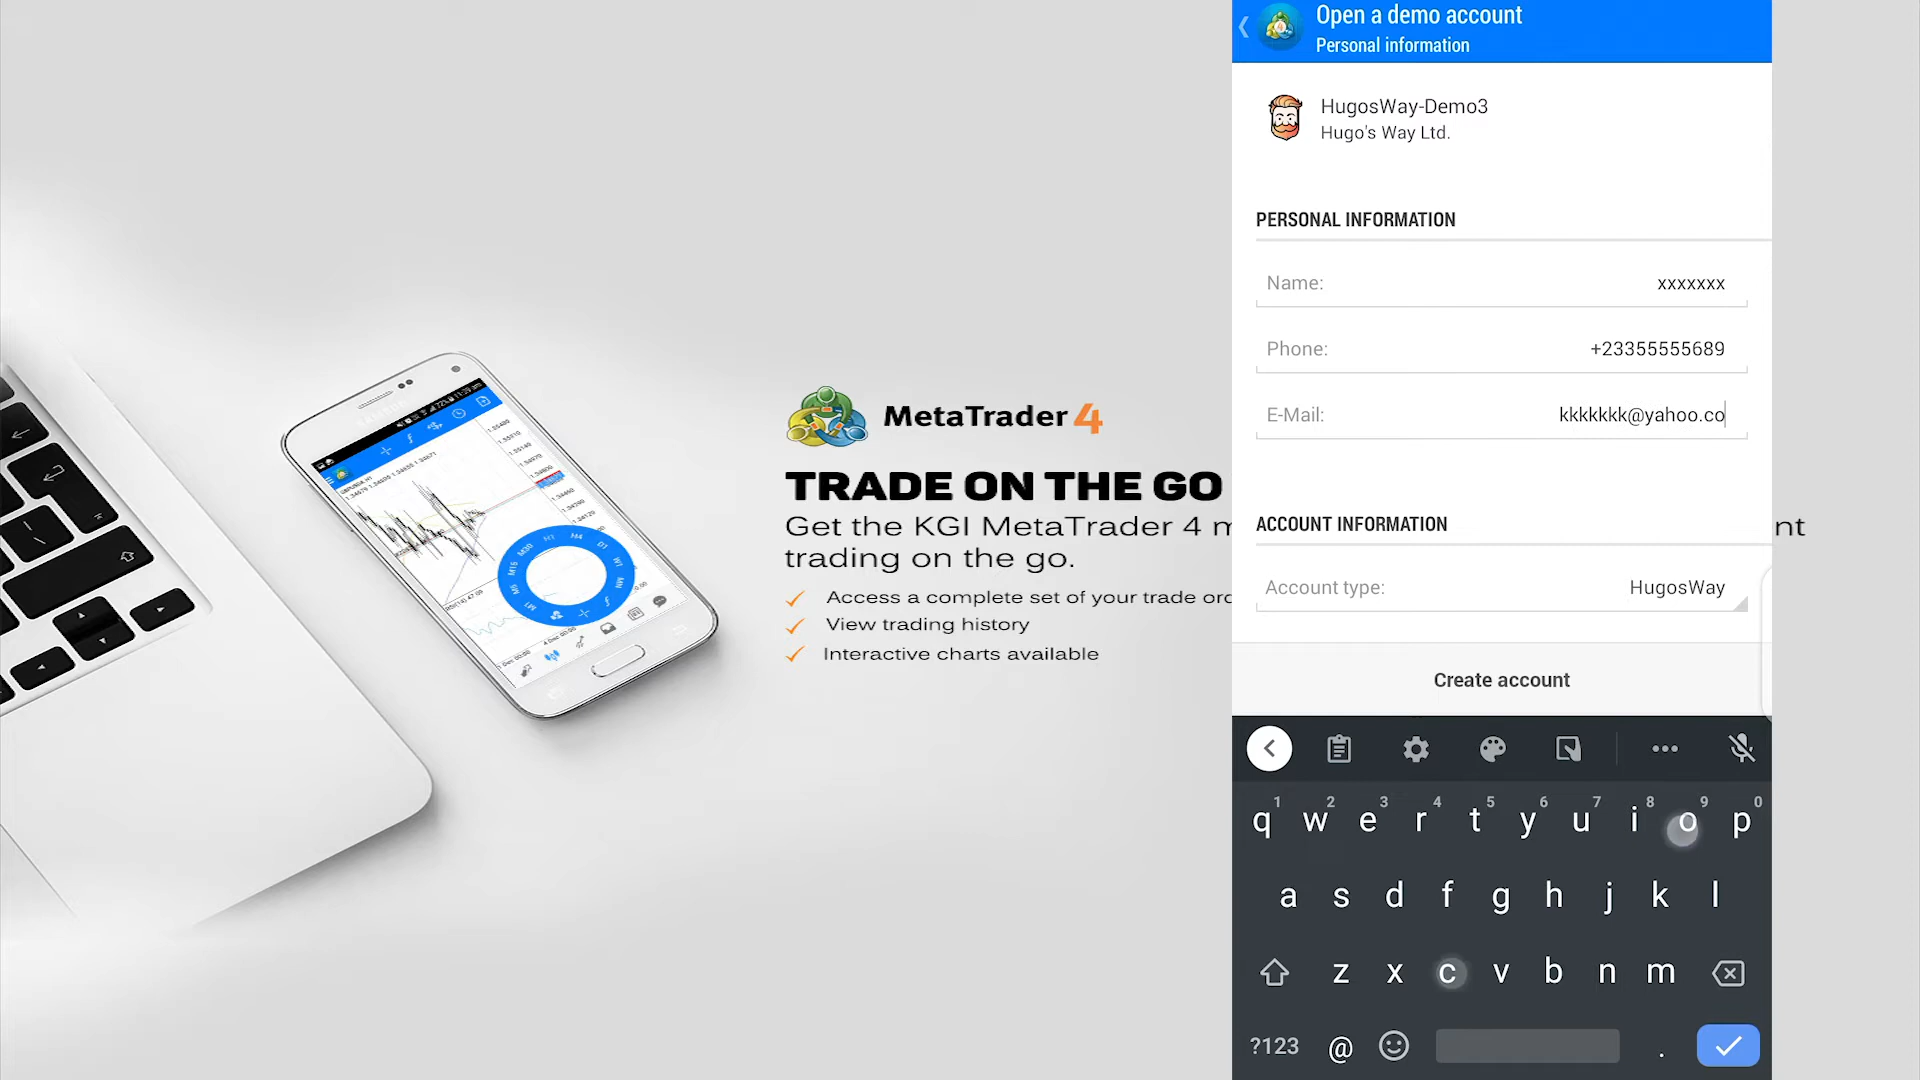 MetaTrader 4
TRADE ON THE GO
Get the KGI MetaTrader 4 m
nt
trading on the go.
Access a complete set of your trade orc
View trading history
Interactive charts available
Open a demo account
Personal information
HugosWay-Demo3
Hugo's Way Ltd.
PERSONAL INFORMATION
Name: xxxxxxx
Phone: +23355555689
E-Mail: kkkkkkk@yahoo.co
ACCOUNT INFORMATION
Account type: HugosWay
Create account
1 2 3 4 5 6 7 8 9 0
q w e r t y u i o p
a s d f g h j k l
z x c v b n m
?123 @ .